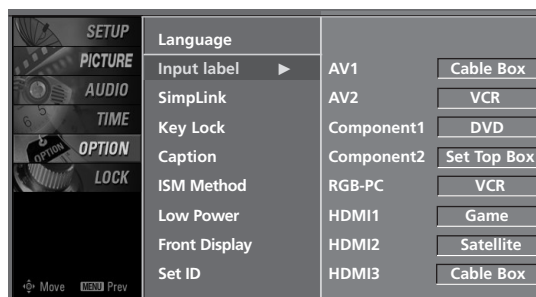 SETUP
PICTURE
AUDIO
TIME
OPTION
LOCK
Move MENU Prev
Language
Input label ►
SimpLink
Key Lock
Caption
ISM Method
Low Power
Front Display
Set ID
AV1 Cable Box
AV2 VCR
Component1 DVD
Component2 Set Top Box
RGB-PC VCR
HDMI1 Game
HDMI2 Satellite
HDMI3 Cable Box